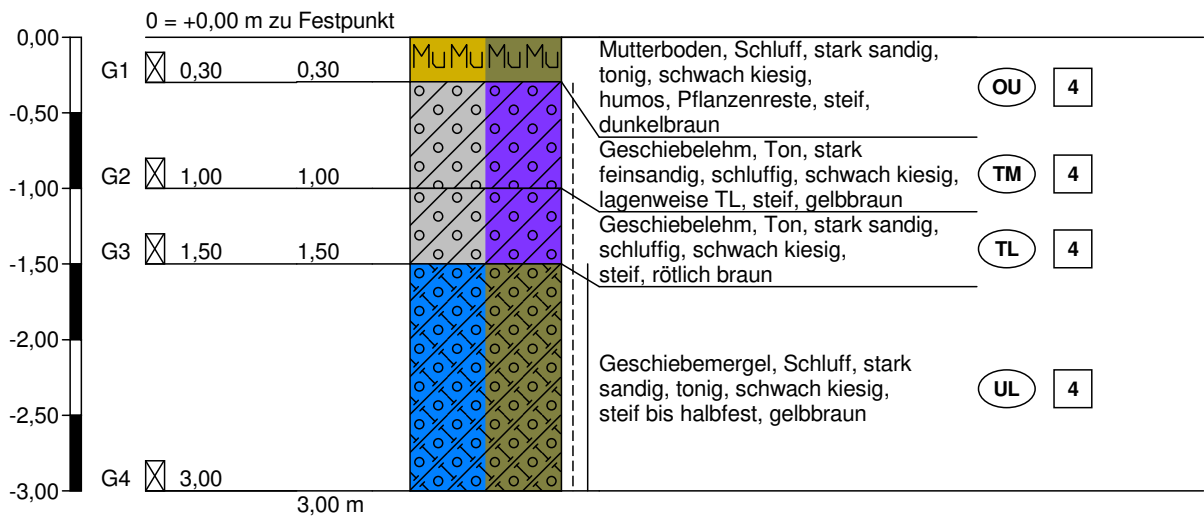 0 = +0,00 m zu Festpunkt
0,00
G1 0,30 0,30
MuMu MuMu
Mutterboden, Schluff, stark sandig,
tonig, schwach kiesig,
humos, Pflanzenreste, steif,
dunkelbraun
OU 4
-0,50
G2 1,00 1,00
-1,00
Geschiebelehm, Ton, stark
feinsandig, schluffig, schwach kiesig,
lagenweise TL, steif, gelbbraun
TM 4
G3 1,50 1,50
-1,50
Geschiebelehm, Ton, stark sandig,
schluffig, schwach kiesig,
steif, rötlich braun
TL 4
-2,00
Geschiebemergel, Schluff, stark
sandig, tonig, schwach kiesig,
steif bis halbfest, gelbbraun
UL 4
-2,50
G4 3,00
-3,00
3,00 m